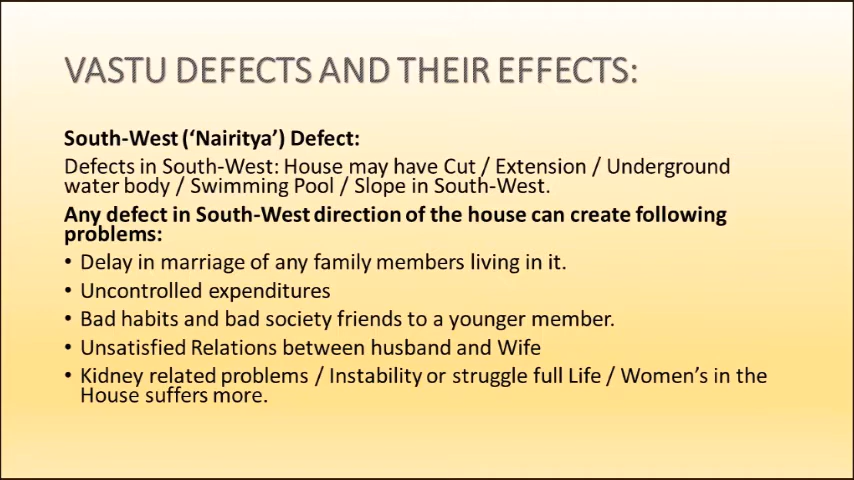 VASTU DEFECTS AND THEIR EFFECTS:
South-West (‘Nairitya’) Defect:
Defects in South-West: House may have Cut / Extension / Underground
water body / Swimming Pool / Slope in South-West.
Any defect in South-West direction of the house can create following
problems:
• Delay in marriage of any family members living in it.
• Uncontrolled expenditures
• Bad habits and bad society friends to a younger member.
• Unsatisfied Relations between husband and Wife
• Kidney related problems / Instability or struggle full Life / Women’s in the
House suffers more.